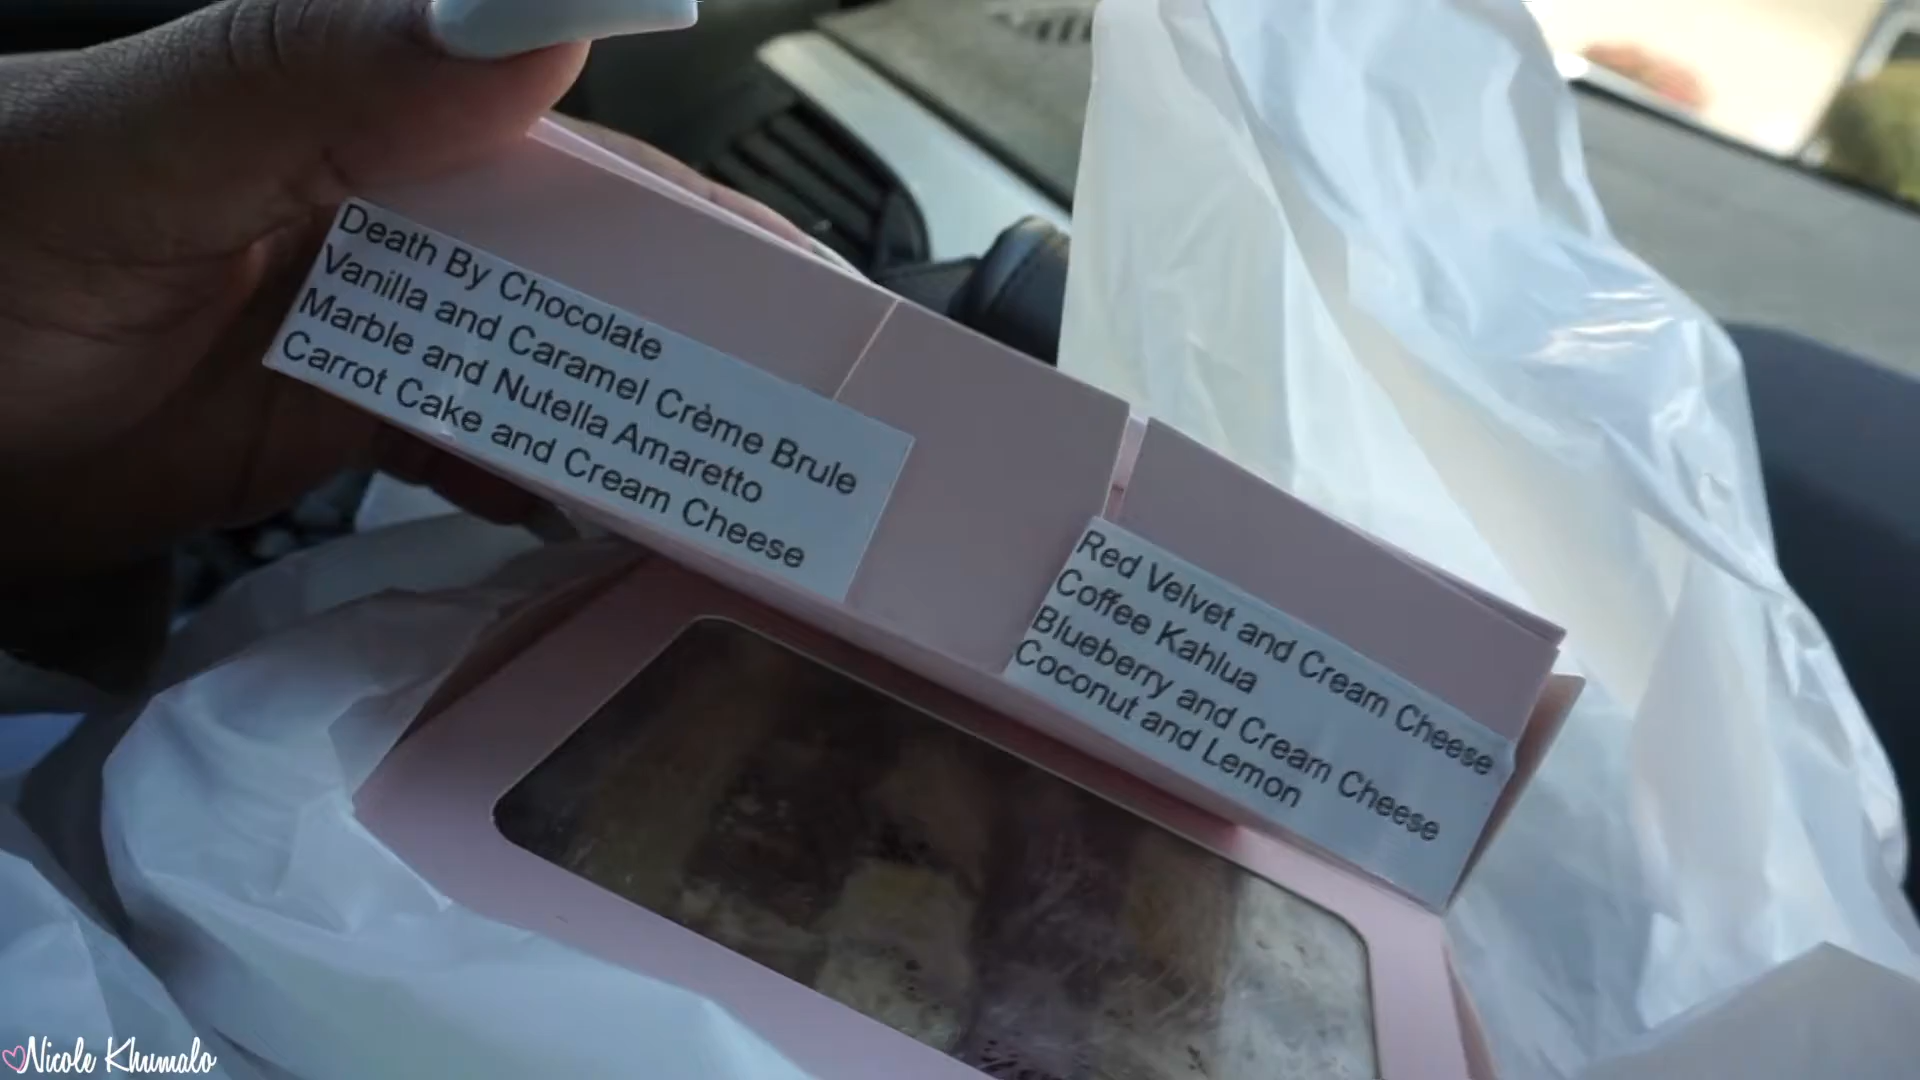 Death By Chocolate
Vanilla and Caramel Crème Brule
Marble and Nutella Amaretto
Carrot Cake and Cream Cheese
Red Velvet and Cream Cheese
Coffee Kahlua
Blueberry and Cream Cheese
Coconut and Lemon
Nicole Khumalo